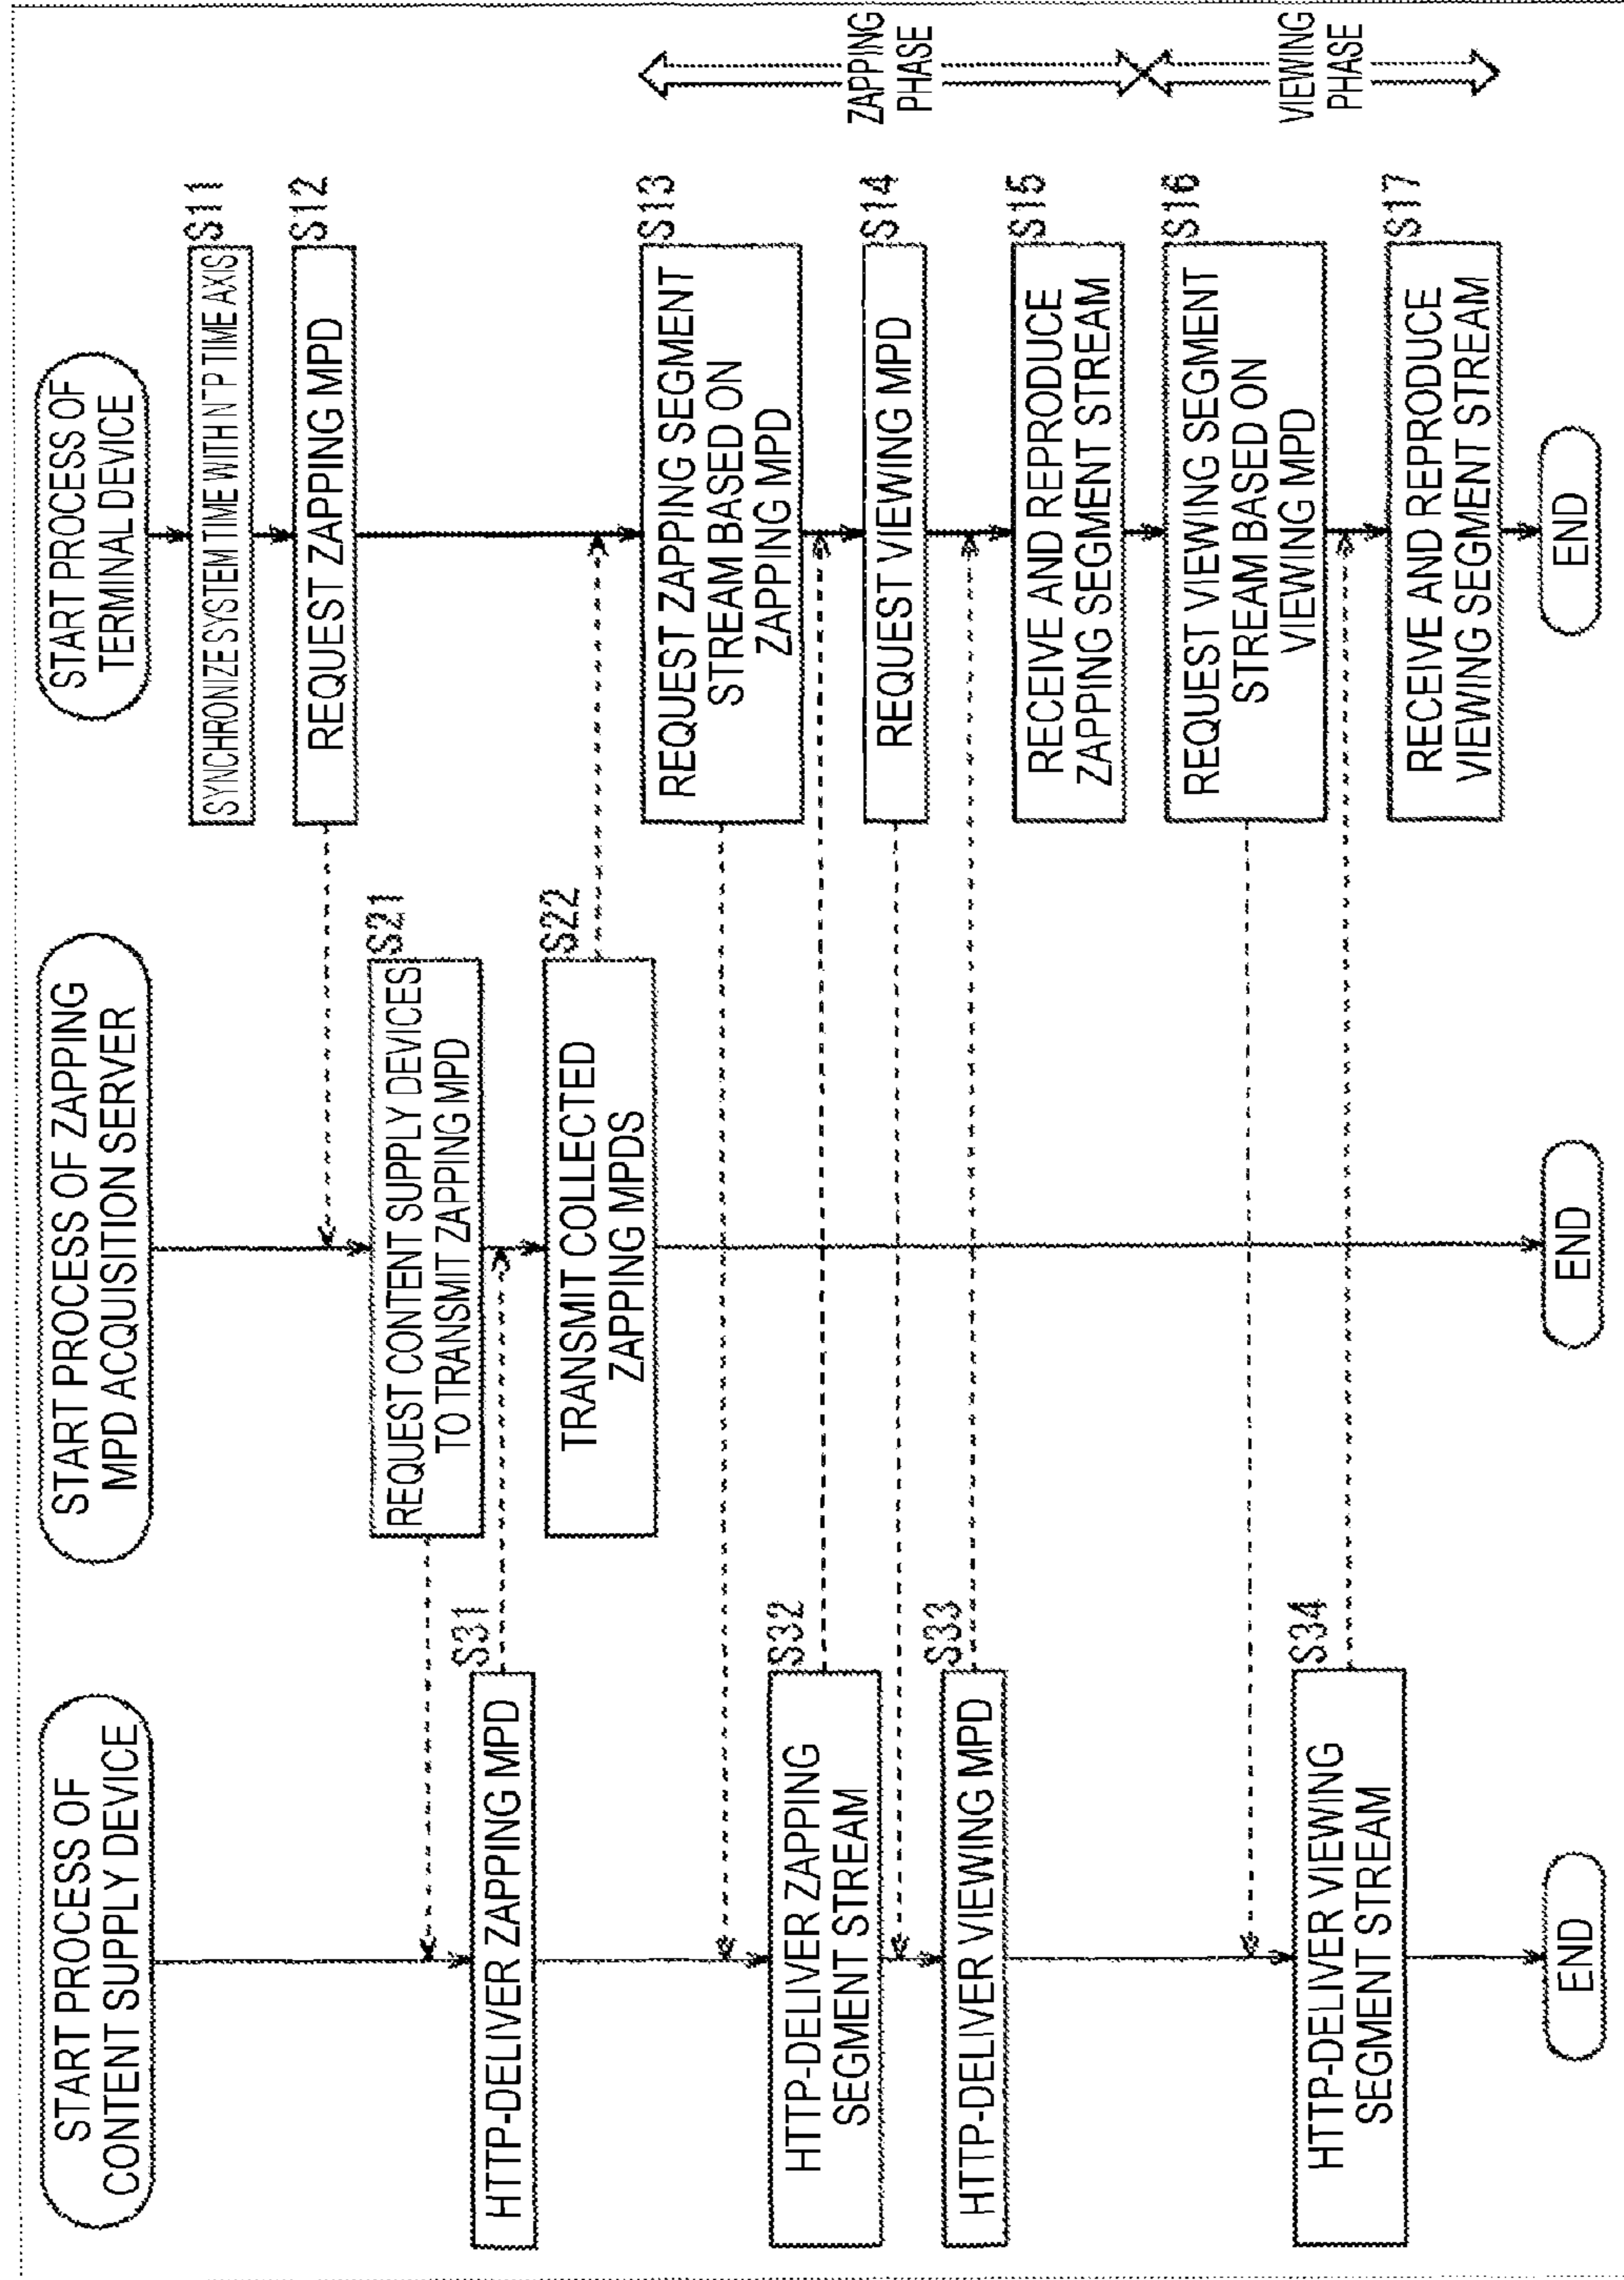 START PROCESS OF
CONTENT SUPPLY DEVICE
START PROCESS OF ZAPPING
MPD ACQUISITION SERVER
START PROCESS OF
TERMINAL DEVICE
SYNCHRONIZE SYSTEM TIME WITH NTP TIME AXIS
S11
REQUEST ZAPPING MPD
S12
REQUEST CONTENT SUPPLY DEVICES
TO TRANSMIT ZAPPING MPD
S21
HTTP-DELIVER ZAPPING MPD
S31
TRANSMIT COLLECTED
ZAPPING MPDS
S22
REQUEST ZAPPING SEGMENT
STREAM BASED ON
ZAPPING MPD
S13
HTTP-DELIVER ZAPPING
SEGMENT STREAM
S32
REQUEST VIEWING MPD
S14
ZAPPING
PHASE
HTTP-DELIVER VIEWING MPD
S33
RECEIVE AND REPRODUCE
ZAPPING SEGMENT STREAM
S15
REQUEST VIEWING SEGMENT
STREAM BASED ON
VIEWING MPD
S16
HTTP-DELIVER VIEWING
SEGMENT STREAM
S34
VIEWING
PHASE
RECEIVE AND REPRODUCE
VIEWING SEGMENT STREAM
S17
END
END
END